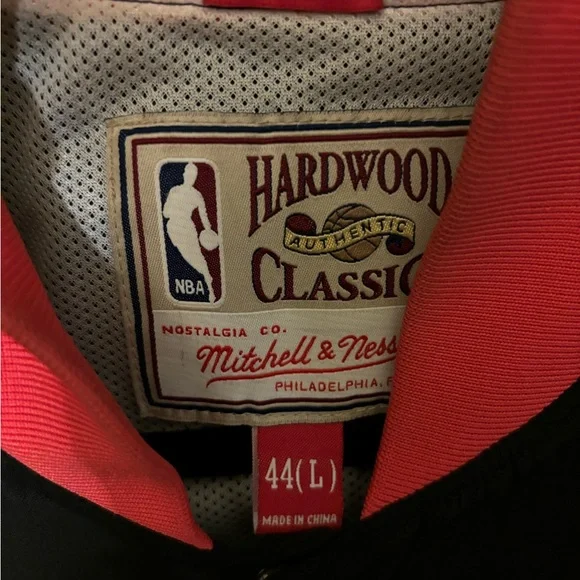 HARDWOOD
AUTHENTIC
CLASSIC
NBA
NOSTALGIA CO.
Mitchell & Ness
PHILADELPHIA,
44(L)
MADE IN CHINA